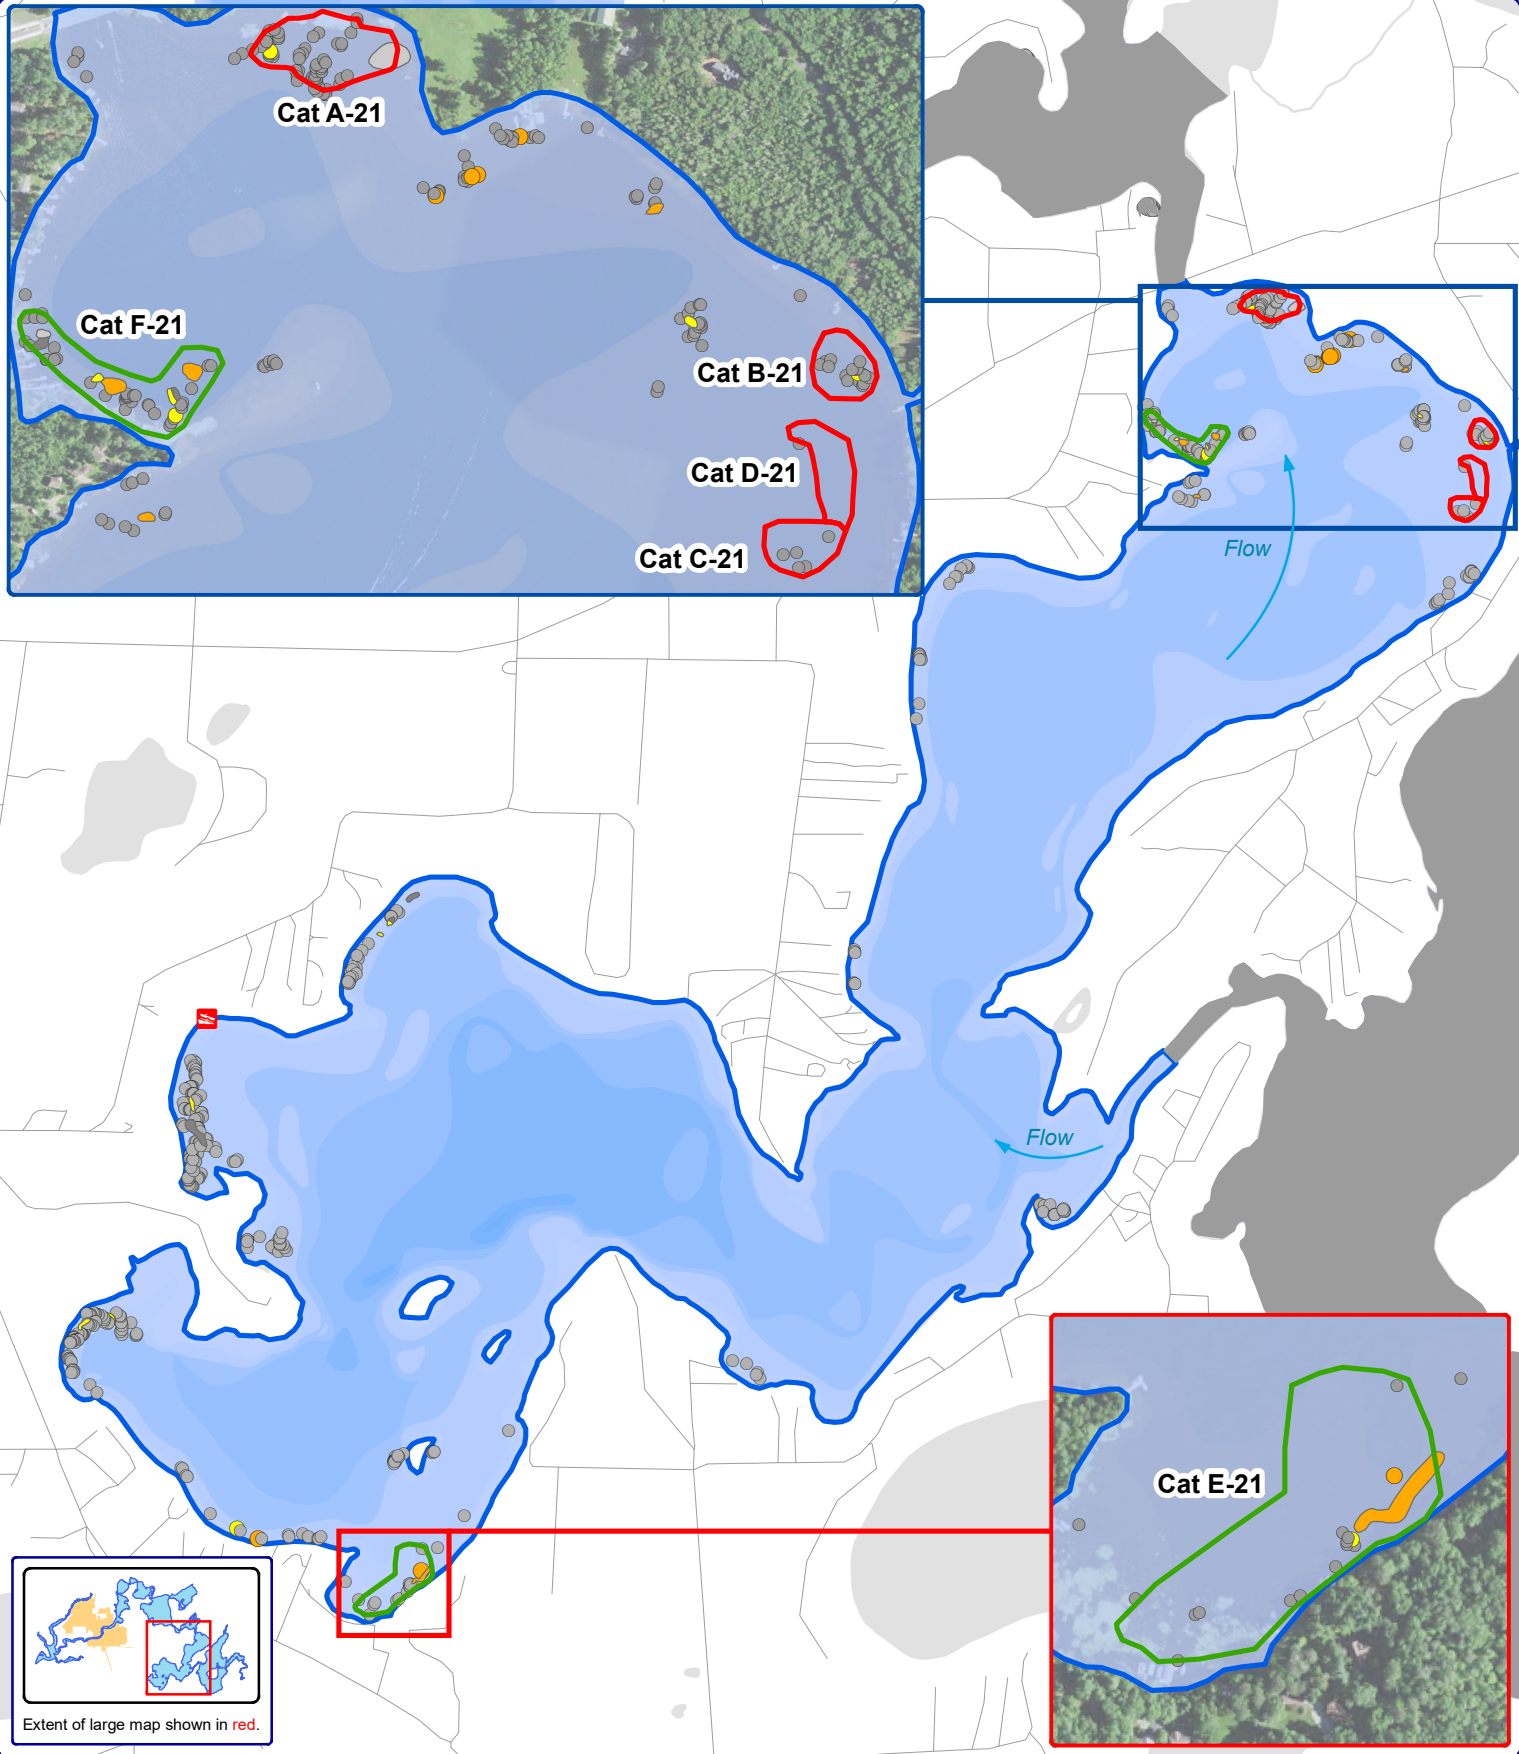 Cat A-21
Cat F-21
Cat B-21
Cat D-21
Cat C-21
Flow
Flow
Cat E-21
Extent of large map shown in red.